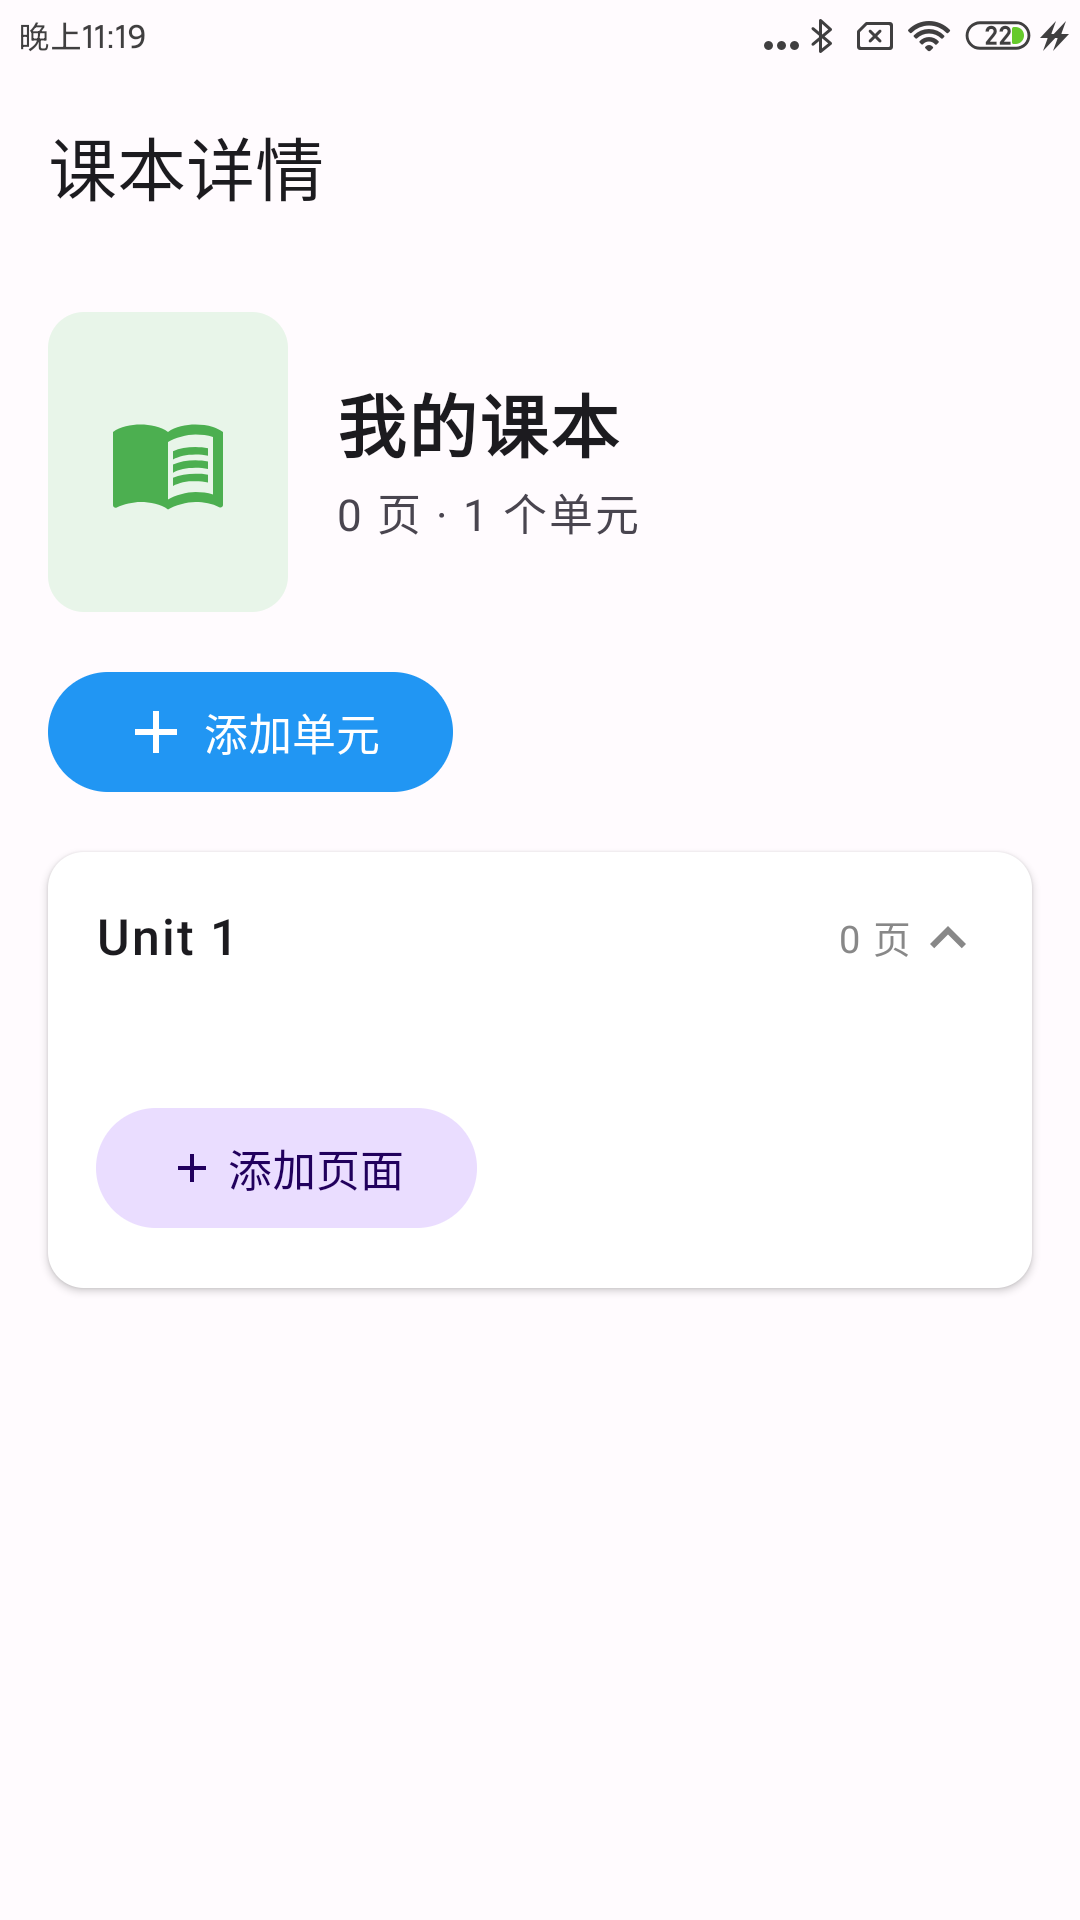 晚上11:19
22
课本详情
我的课本
0 页 · 1 个单元
添加单元
Unit 1
0 页
添加页面